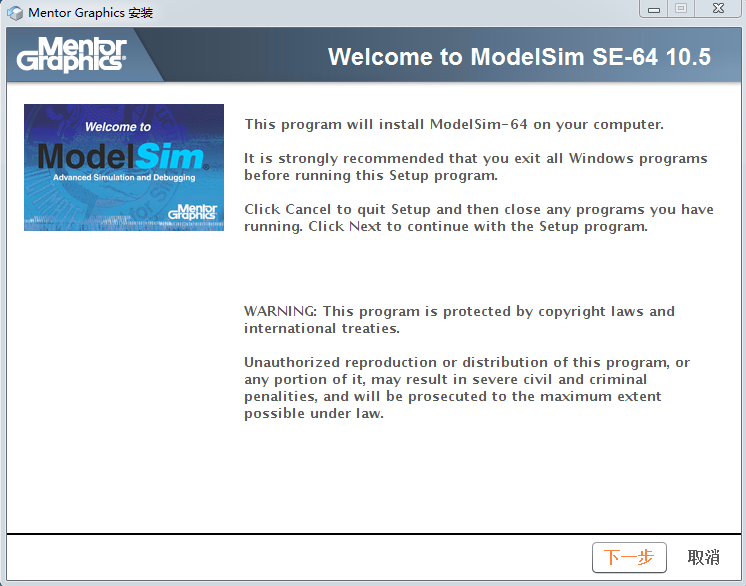 Mentor Graphics 安装
Mentor
Graphics®
Welcome to ModelSim SE-64 10.5
Welcome to
ModelSim®
Advanced Simulation and Debugging
Mentor
Graphics
This program will install ModelSim-64 on your computer.
It is strongly recommended that you exit all Windows programs
before running this Setup program.
Click Cancel to quit Setup and then close any programs you have
running. Click Next to continue with the Setup program.
WARNING: This program is protected by copyright laws and
international treaties.
Unauthorized reproduction or distribution of this program, or
any portion of it, may result in severe civil and criminal
penalities, and will be prosecuted to the maximum extent
possible under law.
下一步
取消